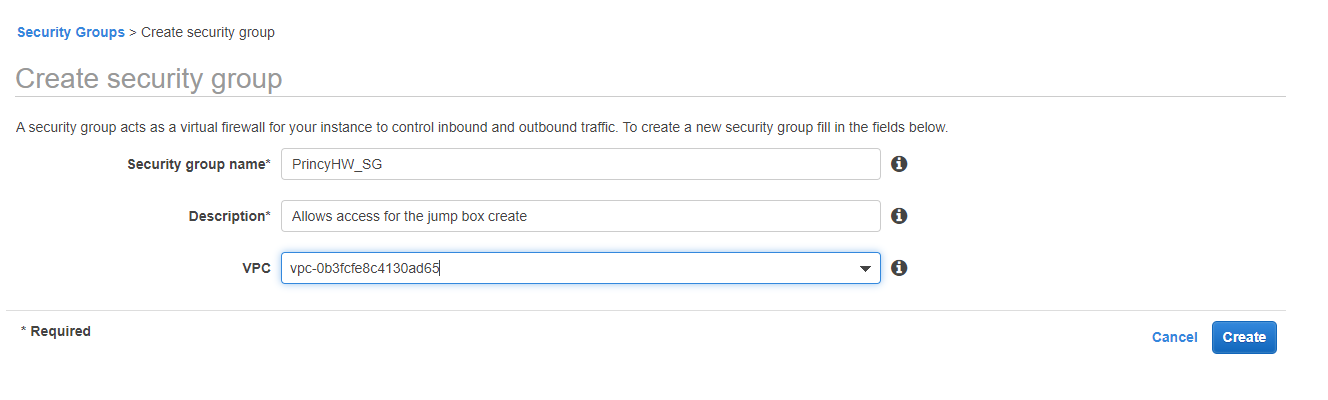 Security Groups > Create security group
Create security group
A security group acts as a virtual firewall for your instance to control inbound and outbound traffic. To create a new security group fill in the fields below.
Security group name* PrincyHW_SG
Description* Allows access for the jump box create
VPC vpc-0b3fcfe8c4130ad65
* Required
Cancel Create